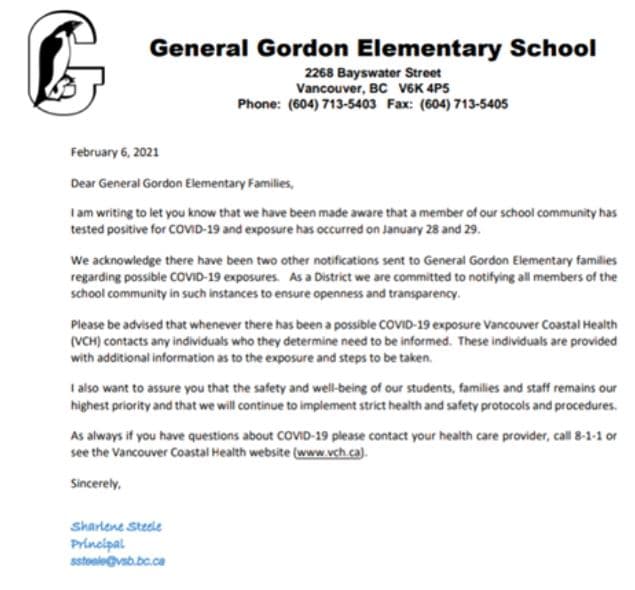 G
General Gordon Elementary School
2268 Bayswater Street
Vancouver, BC V6K 4P5
Phone: (604) 713-5403 Fax: (604) 713-5405
February 6, 2021
Dear General Gordon Elementary Families,
I am writing to let you know that we have been made aware that a member of our school community has
tested positive for COVID-19 and exposure has occurred on January 28 and 29.
We acknowledge there have been two other notifications sent to General Gordon Elementary families
regarding possible COVID-19 exposures. As a District we are committed to notifying all members of the
school community in such instances to ensure openness and transparency.
Please be advised that whenever there has been a possible COVID-19 exposure Vancouver Coastal Health
(VCH) contacts any individuals who they determine need to be informed. These individuals are provided
with additional information as to the exposure and steps to be taken.
I also want to assure you that the safety and well-being of our students, families and staff remains our
highest priority and that we will continue to implement strict health and safety protocols and procedures.
As always if you have questions about COVID-19 please contact your health care provider, call 8-1-1 or
see the Vancouver Coastal Health website (www.vch.ca).
Sincerely,
Sharlene Steele
Principal
ssteele@vsb.bc.ca